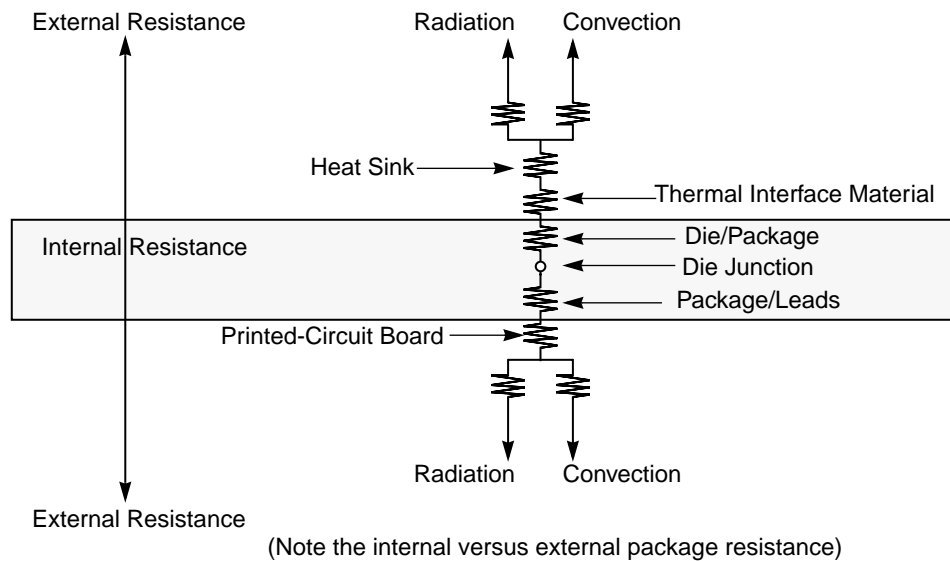 External Resistance
Radiation
Convection
Heat Sink
Thermal Interface Material
Internal Resistance
Die/Package
Die Junction
Package/Leads
Printed-Circuit Board
Radiation
Convection
External Resistance
(Note the internal versus external package resistance)